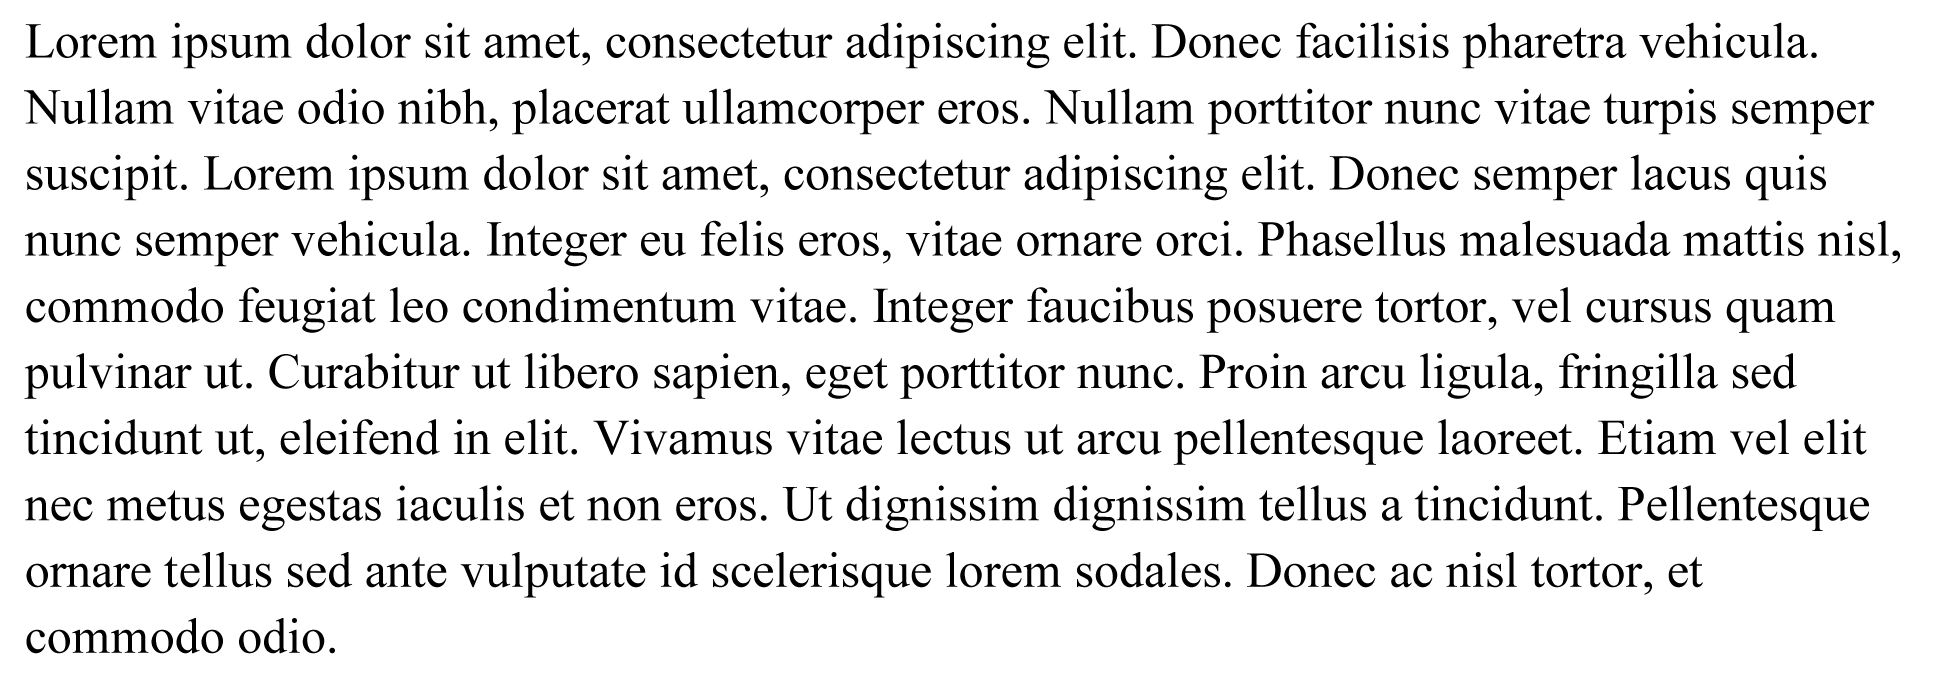 Lorem ipsum dolor sit amet, consectetur adipiscing elit. Donec facilisis pharetra vehicula.
Nullam vitae odio nibh, placerat ullamcorper eros. Nullam porttitor nunc vitae turpis semper
suscipit. Lorem ipsum dolor sit amet, consectetur adipiscing elit. Donec semper lacus quis
nunc semper vehicula. Integer eu felis eros, vitae ornare orci. Phasellus malesuada mattis nisl,
commodo feugiat leo condimentum vitae. Integer faucibus posuere tortor, vel cursus quam
pulvinar ut. Curabitur ut libero sapien, eget porttitor nunc. Proin arcu ligula, fringilla sed
tincidunt ut, eleifend in elit. Vivamus vitae lectus ut arcu pellentesque laoreet. Etiam vel elit
nec metus egestas iaculis et non eros. Ut dignissim dignissim tellus a tincidunt. Pellentesque
ornare tellus sed ante vulputate id scelerisque lorem sodales. Donec ac nisl tortor, et
commodo odio.